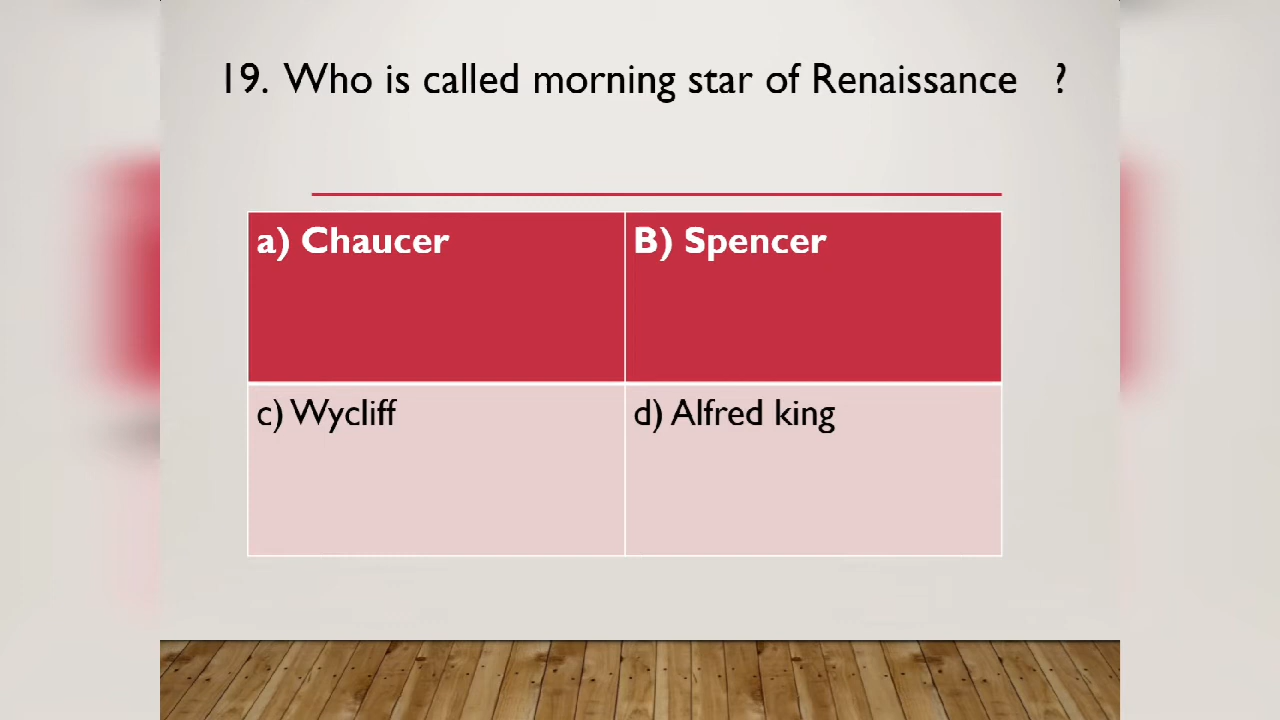 19. Who is called morning star of Renaissance ?
a) Chaucer
B) Spencer
c) Wycliff
d) Alfred king